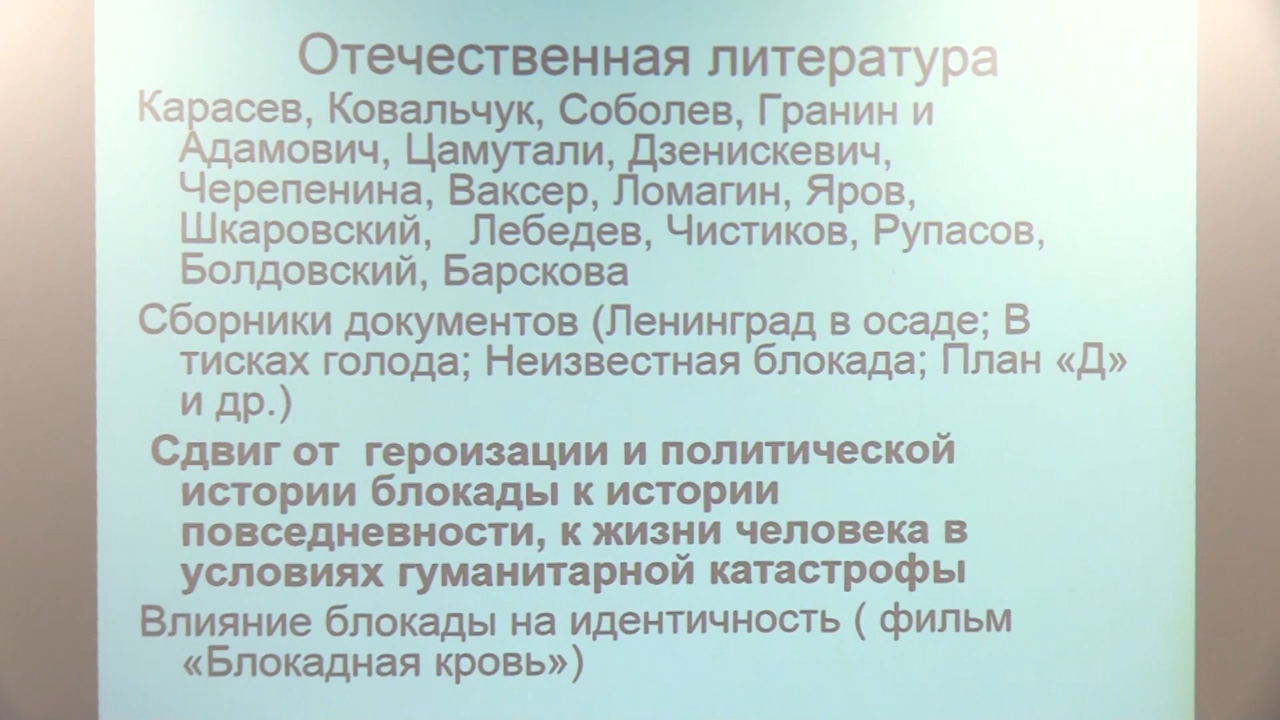 Отечественная литература
Карасев, Ковальчук, Соболев, Гранин и
Адамович, Цамутали, Дзенискевич,
Черепенина, Ваксер, Ломагин, Яров,
Шкаровский, Лебедев, Чистиков, Рупасов,
Болдовский, Барскова
Сборники документов (Ленинград в осаде; В
тисках голода; Неизвестная блокада; План «Д»
и др.)
Сдвиг от героизации и политической
истории блокады к истории
повседневности, к жизни человека в
условиях гуманитарной катастрофы
Влияние блокады на идентичность ( фильм
«Блокадная кровь»)